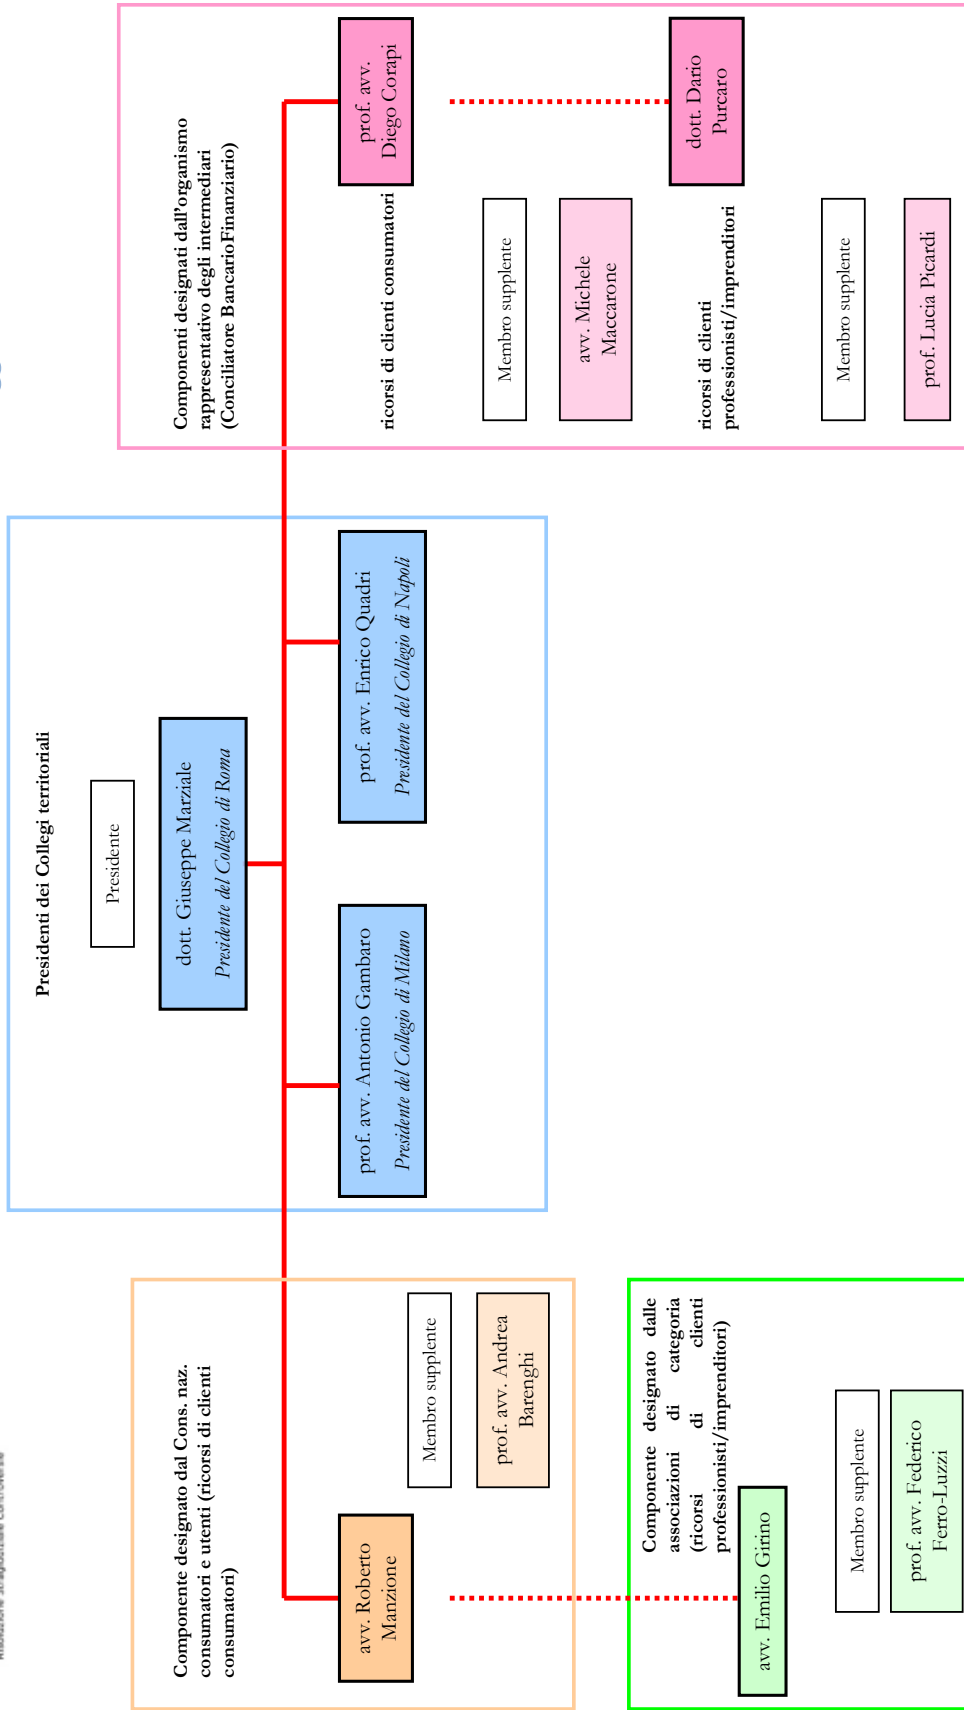 Presidenti dei Collegi territoriali
Presidente
dott. Giuseppe Marziale
Presidente del Collegio di Roma
prof. avv. Antonio Gambaro
Presidente del Collegio di Milano
prof. avv. Enrico Quadri
Presidente del Collegio di Napoli
Componente designato dal Cons. naz.
consumatori e utenti (ricorsi di clienti
consumatori)
avv. Roberto
Manzione
Membro supplente
prof. avv. Andrea
Barenghi
Componente designato dalle
associazioni di categoria
(ricorsi di clienti
professionisti/imprenditori)
avv. Emilio Girino
Membro supplente
prof. avv. Federico
Ferro-Luzzi
Componenti designati dall'organismo
rappresentativo degli intermediari
(Conciliatore BancarioFinanziario)
prof. avv.
Diego Corapi
ricorsi di clienti consumatori
Membro supplente
avv. Michele
Maccarone
dott. Dario
Purcaro
ricorsi di clienti
professionisti/imprenditori
Membro supplente
prof. Lucia Picardi